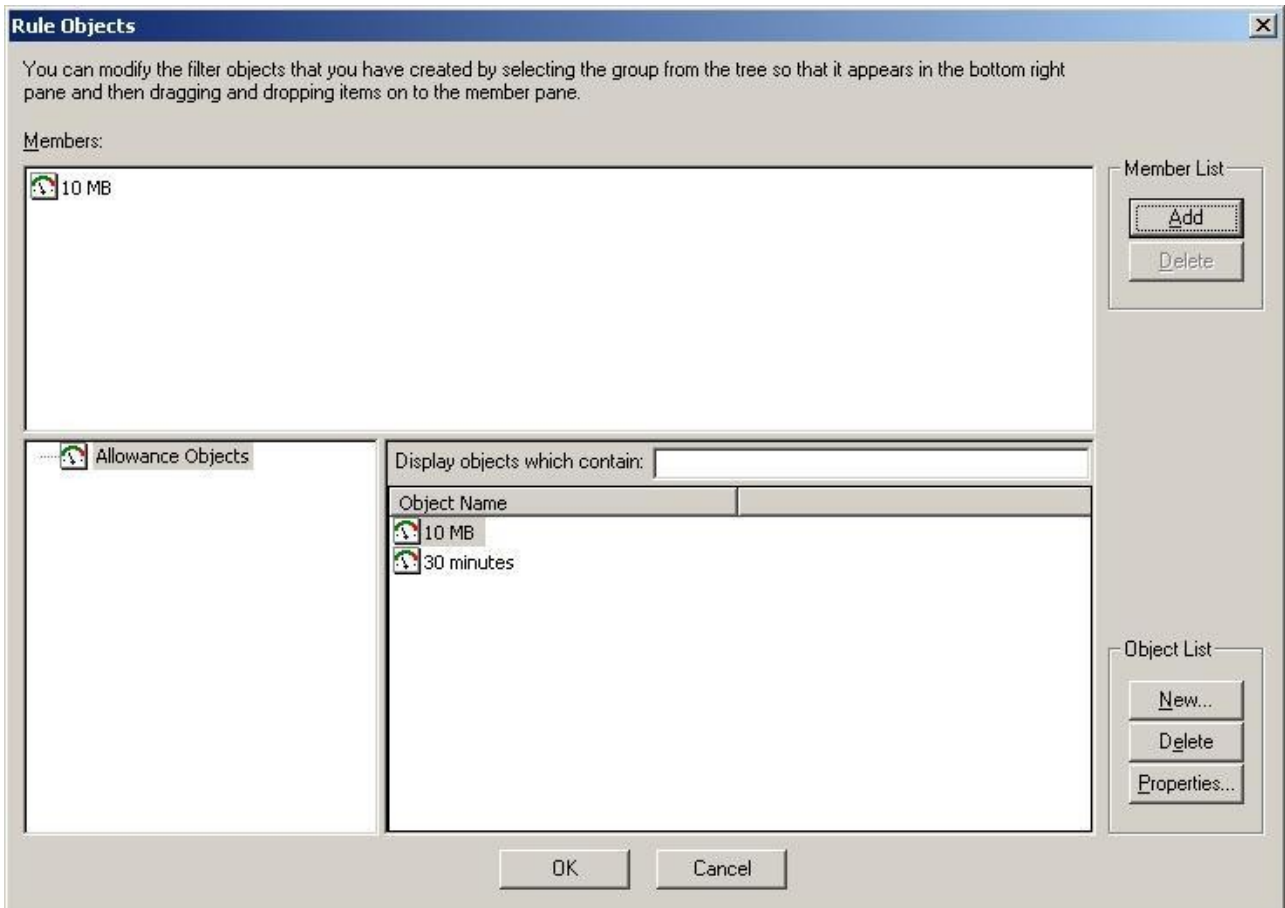 Rule Objects
You can modify the filter objects that you have created by selecting the group from the tree so that it appears in the bottom right
pane and then dragging and dropping items on to the member pane.
Members:
10 MB
Member List
Add
Delete
Allowance Objects
Display objects which contain:
Object Name
10 MB
30 minutes
Object List
New...
Delete
Properties...
OK
Cancel